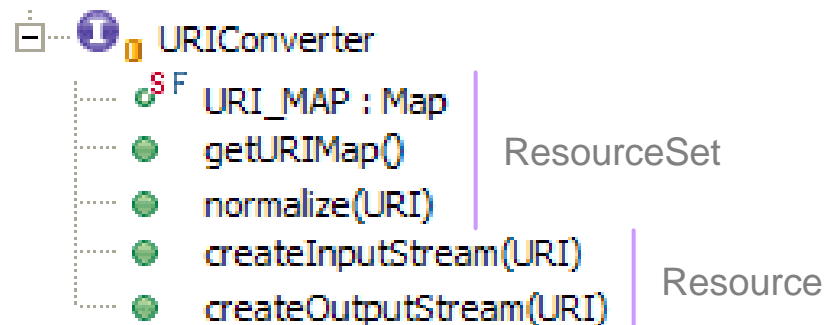 URIConverter
S F URI_MAP : Map
getURIMap()
ResourceSet
normalize(URI)
createInputStream(URI)
Resource
createOutputStream(URI)